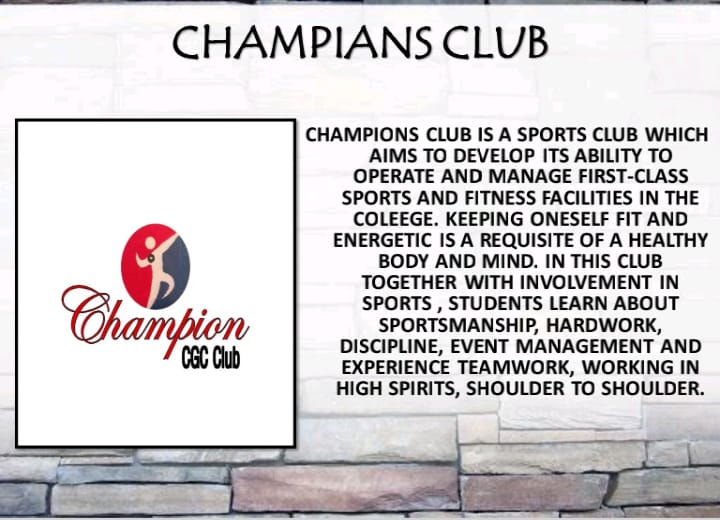 CHAMPIANS CLUB
CHAMPIONS CLUB IS A SPORTS CLUB WHICH
AIMS TO DEVELOP ITS ABILITY TO
OPERATE AND MANAGE FIRST-CLASS
SPORTS AND FITNESS FACILITIES IN THE
COLEEGE. KEEPING ONESELF FIT AND
ENERGETIC IS A REQUISITE OF A HEALTHY
BODY AND MIND. IN THIS CLUB
TOGETHER WITH INVOLVEMENT IN
SPORTS , STUDENTS LEARN ABOUT
SPORTSMANSHIP, HARDWORK,
DISCIPLINE, EVENT MANAGEMENT AND
EXPERIENCE TEAMWORK, WORKING IN
HIGH SPIRITS, SHOULDER TO SHOULDER.
Champion
CGC Club